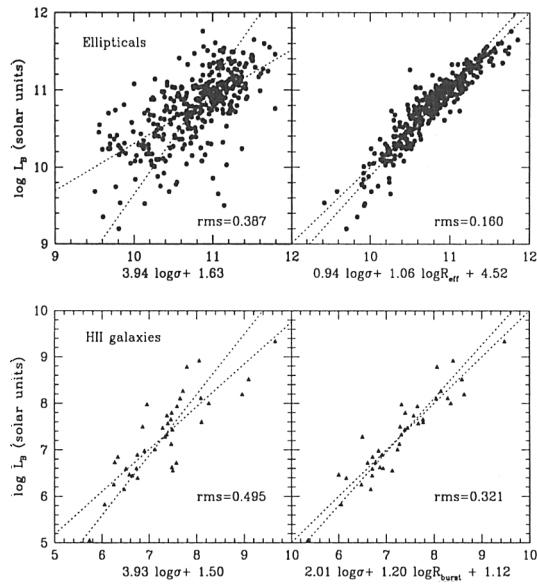 12
Ellipticals
11
log L_B (solar units)
10
rms=0.387
rms=0.160
9
9 10 11 12 10 11 12
3.94 logσ+ 1.63
0.94 logσ+ 1.06 logR_eff + 4.52
10
HII galaxies
9
8
log L_B (solar units)
7
6
rms=0.495
rms=0.321
5
5 6 7 8 9 10 6 7 8 9 10
3.93 logσ+ 1.50
2.01 logσ+ 1.20 logR_burst + 1.12